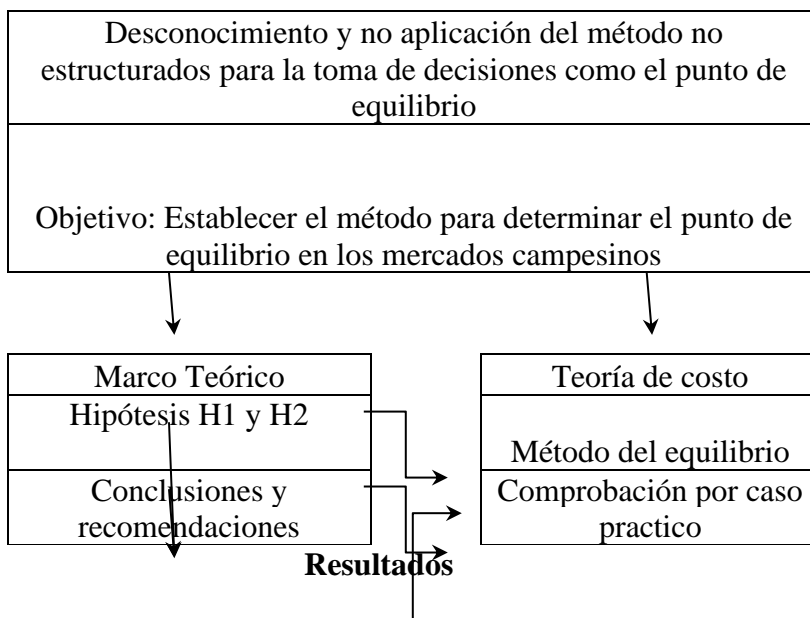 Desconocimiento y no aplicación del método no
estructurados para la toma de decisiones como el punto de
equilibrio
Objetivo: Establecer el método para determinar el punto de
equilibrio en los mercados campesinos
Marco Teórico
Hipótesis H1 y H2
Conclusiones y
recomendaciones
Teoría de costo
Método del equilibrio
Comprobación por caso
practico
Resultados